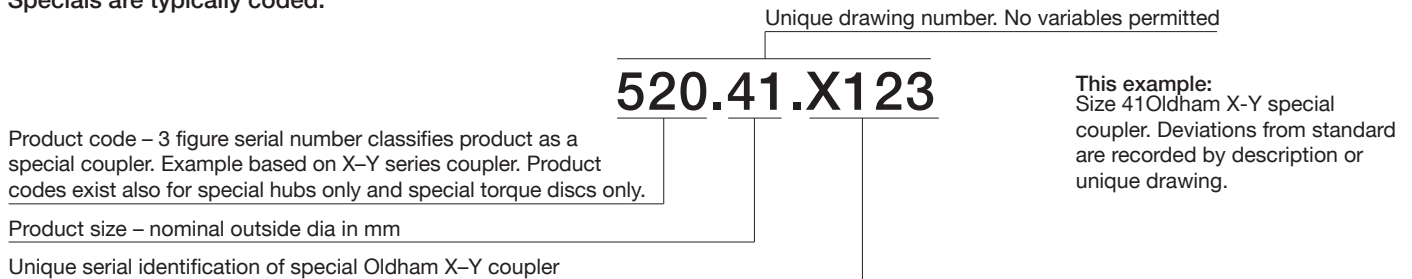 Specials are typically coded:
Unique drawing number. No variables permitted
520.41.X123
This example:
Size 41Oldham X-Y special
coupler. Deviations from standard
are recorded by description or
unique drawing.
Product code – 3 figure serial number classifies product as a
special coupler. Example based on X–Y series coupler. Product
codes exist also for special hubs only and special torque discs only.
Product size – nominal outside dia in mm
Unique serial identification of special Oldham X–Y coupler